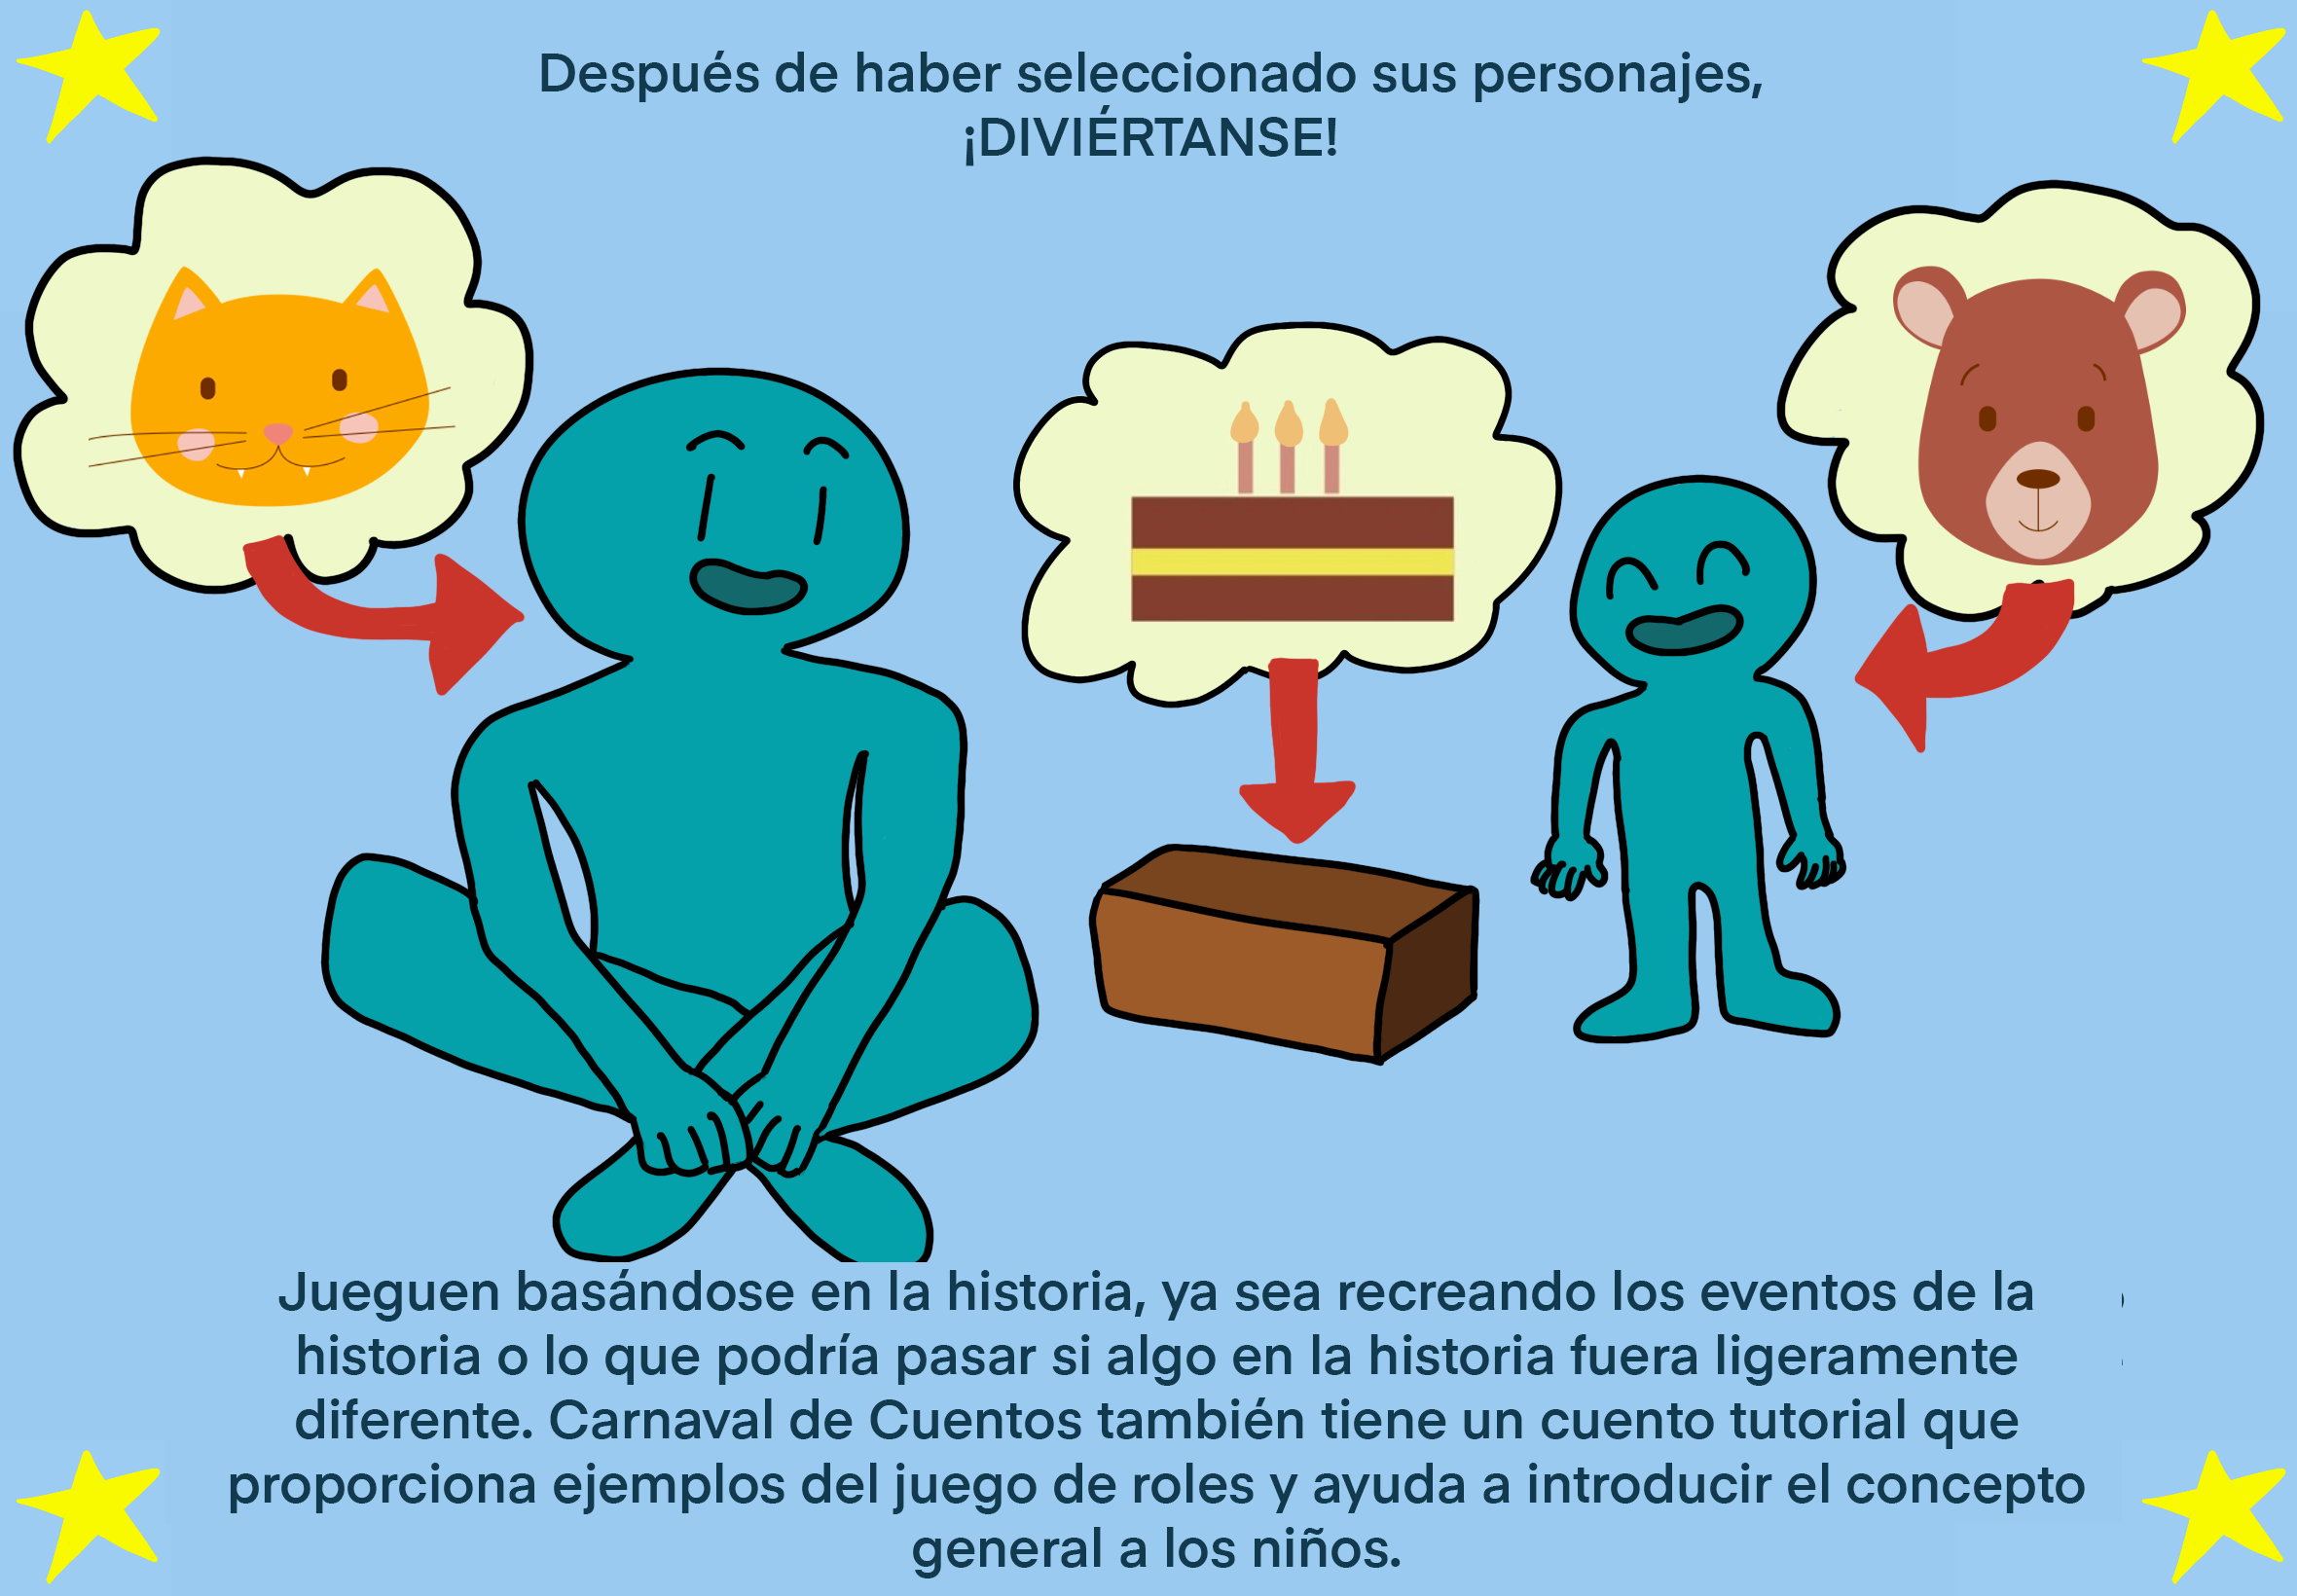 Después de haber seleccionado sus personajes,
¡DIVIÉRTANSE!
Jueguen basándose en la historia, ya sea recreando los eventos de la
historia o lo que podría pasar si algo en la historia fuera ligeramente
diferente. Carnaval de Cuentos también tiene un cuento tutorial que
proporciona ejemplos del juego de roles y ayuda a introducir el concepto
general a los niños.